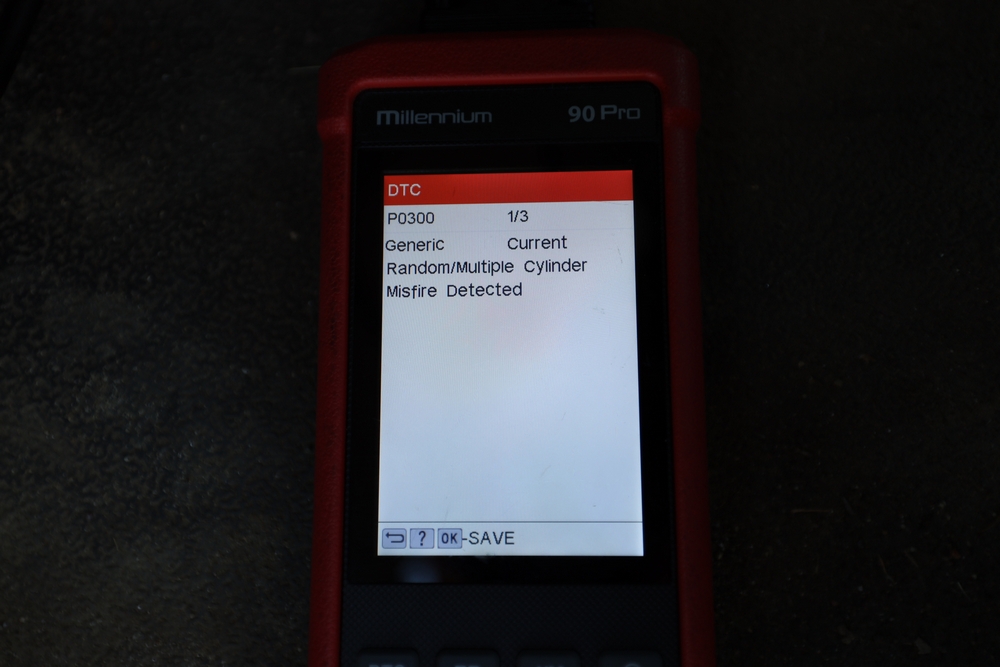 Millennium 90 Pro
DTC
P0300 1/3
Generic Current
Random/Multiple Cylinder
Misfire Detected
? OK -SAVE